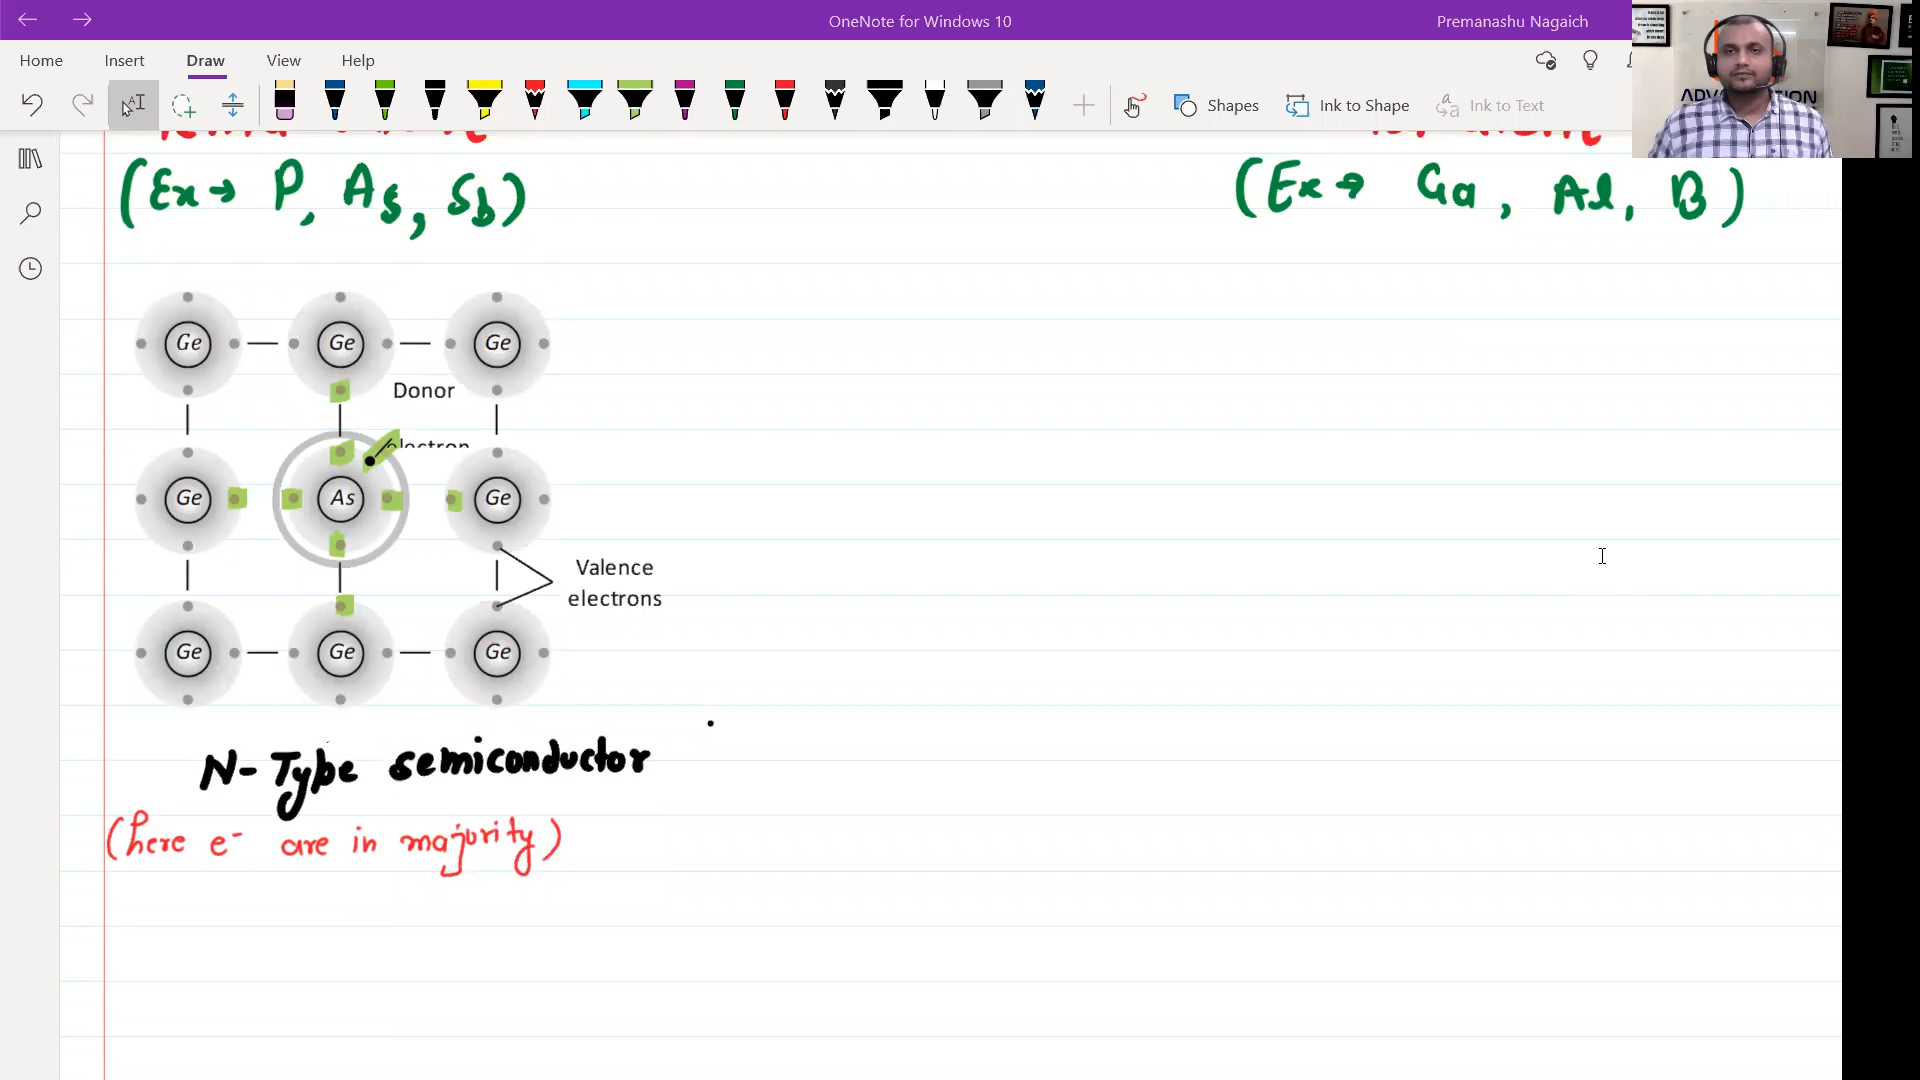 OneNote for Windows 10
Premanashu Nagaich
Home Insert Draw View Help
Shapes Ink to Shape Ink to Text
(Ex→ P, As, Sb)
(Ex→ Ga, Al, B)
Ge Ge Ge
Donor
electron
Ge As Ge
Valence
electrons
Ge Ge Ge
N-Type semiconductor
(here e⁻ are in majority)